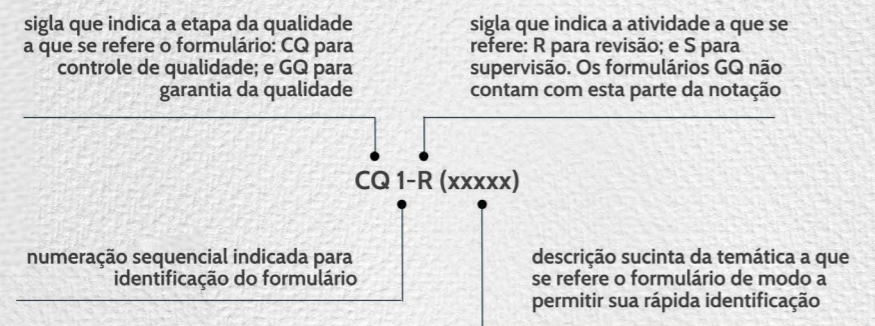 sigla que indica a etapa da qualidade
a que se refere o formulário: CQ para
controle de qualidade; e GQ para
garantia da qualidade
sigla que indica a atividade a que se
refere: R para revisão; e S para
supervisão. Os formulários GQ não
contam com esta parte da notação
CQ 1-R (xxxxx)
numeração sequencial indicada para
identificação do formulário
descrição sucinta da temática a que
se refere o formulário de modo a
permitir sua rápida identificação